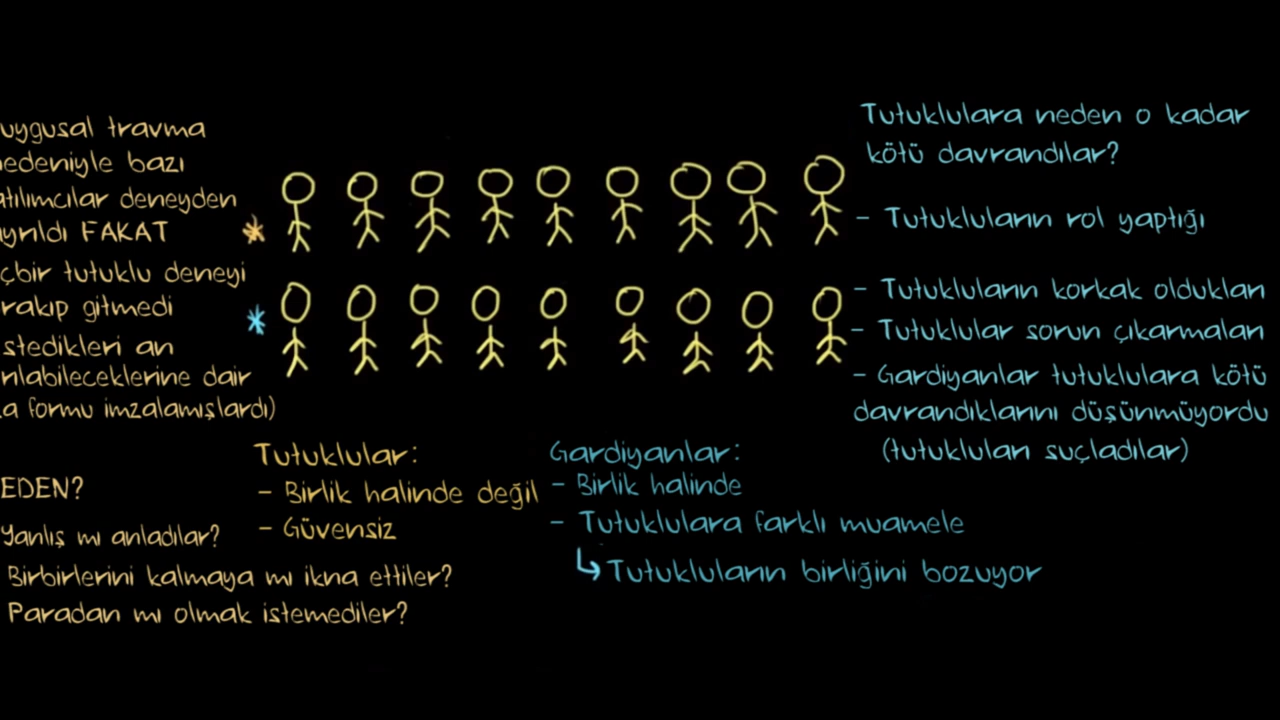 uygusal travma
edeniyle bazı
atılımcılar deneyden
yrıldı FAKAT
çbir tutuklu deneyi
rakıp gitmedi
stedikleri an
rılabileceklerine dair
a formu imzalamışlardı)
EDEN?
Yanlış mı anladılar?
Birbirlerini kalmaya mı ikna ettiler?
Paradan mı olmak istemediler?
Tutuklular:
- Birlik halinde değil
- Güvensiz
Gardiyanlar:
- Birlik halinde
- Tutuklulara farklı muamele
↳ Tutukluların birliğini bozuyor
Tutuklulara neden o kadar
kötü davrandılar?
- Tutukluların rol yaptığı
- Tutukluların korkak oldukları
- Tutuklular sorun çıkarmaları
- Gardiyanlar tutuklulara kötü
davrandıklarını düşünmüyordu
(tutukluları suçladılar)